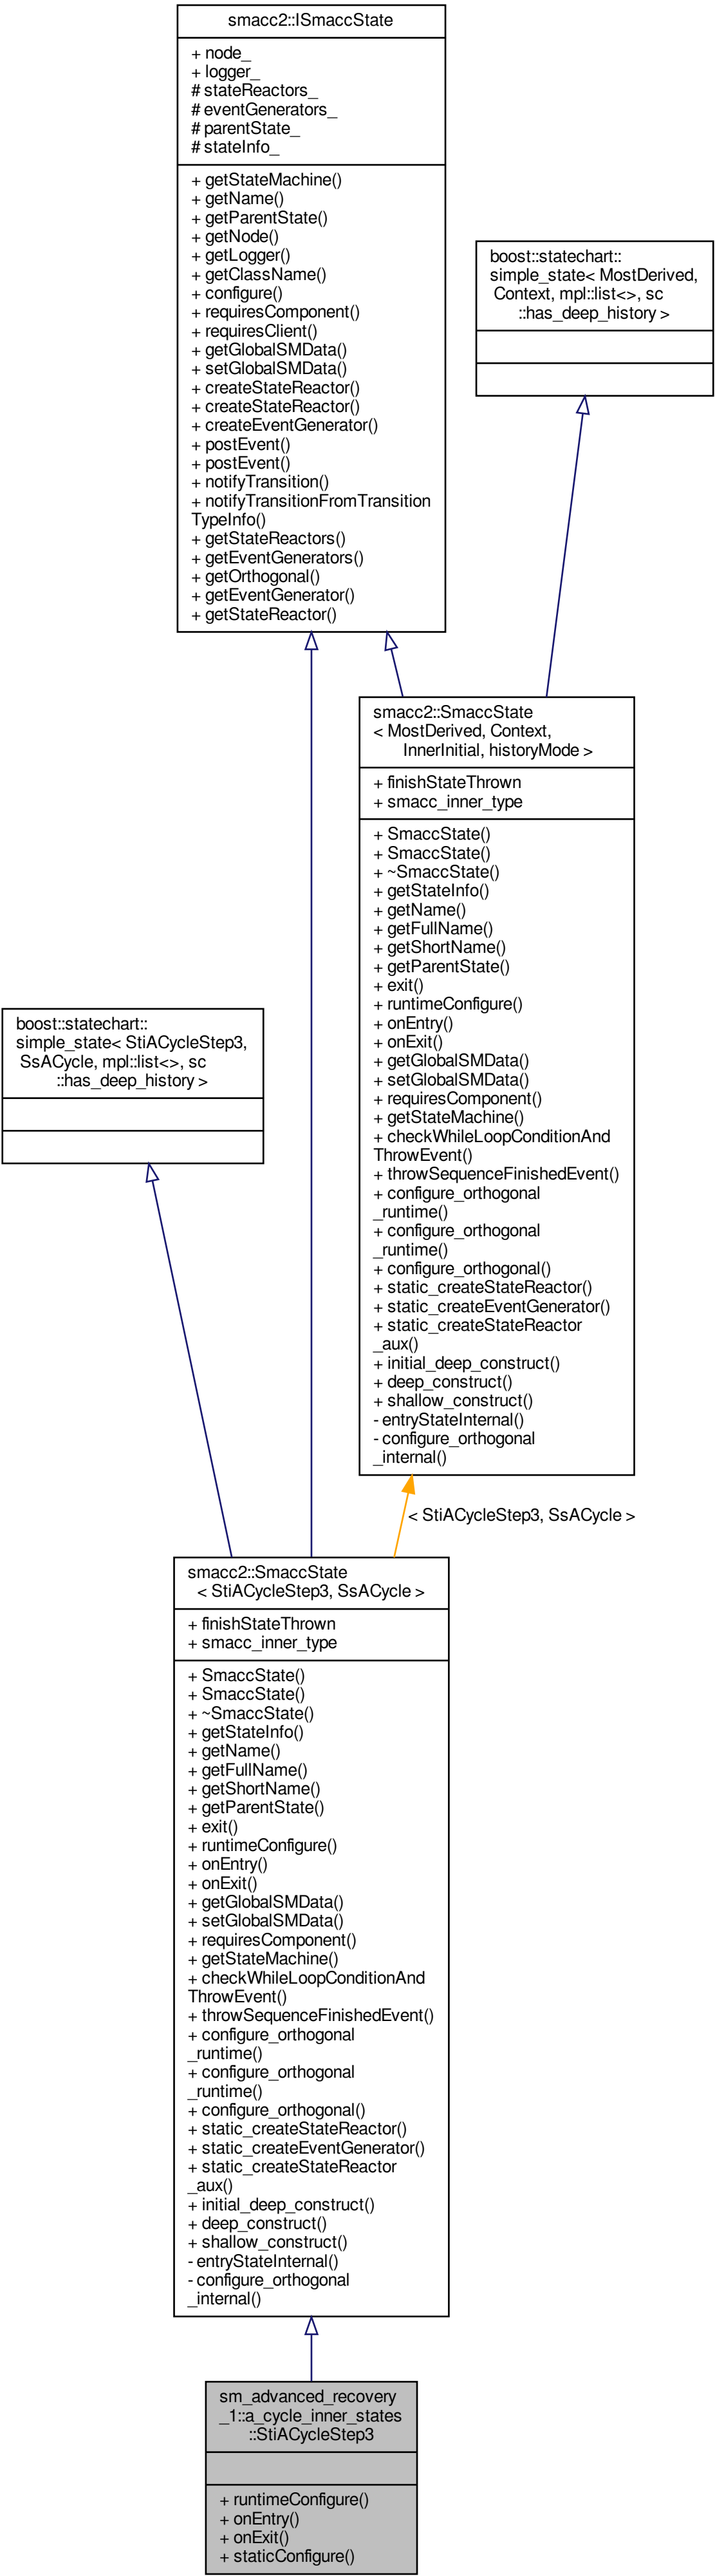 smacc2::ISmaccState
+ node_
+ logger_
# stateReactors_
# eventGenerators_
# parentState_
# stateInfo_
+ getStateMachine()
+ getName()
+ getParentState()
+ getNode()
+ getLogger()
+ getClassName()
+ configure()
+ requiresComponent()
+ requiresClient()
+ getGlobalSMData()
+ setGlobalSMData()
+ createStateReactor()
+ createStateReactor()
+ createEventGenerator()
+ postEvent()
+ postEvent()
+ notifyTransition()
+ notifyTransitionFromTransition
TypeInfo()
+ getStateReactors()
+ getEventGenerators()
+ getOrthogonal()
+ getEventGenerator()
+ getStateReactor()
boost::statechart::
simple_state< MostDerived,
Context, mpl::list<>, sc
::has_deep_history >
smacc2::SmaccState
< MostDerived, Context,
InnerInitial, historyMode >
+ finishStateThrown
+ smacc_inner_type
+ SmaccState()
+ SmaccState()
+ ~SmaccState()
+ getStateInfo()
+ getName()
+ getFullName()
+ getShortName()
+ getParentState()
+ exit()
+ runtimeConfigure()
+ onEntry()
+ onExit()
+ getGlobalSMData()
+ setGlobalSMData()
+ requiresComponent()
+ getStateMachine()
+ checkWhileLoopConditionAnd
ThrowEvent()
+ throwSequenceFinishedEvent()
+ configure_orthogonal
_runtime()
+ configure_orthogonal
_runtime()
+ configure_orthogonal()
+ static_createStateReactor()
+ static_createEventGenerator()
+ static_createStateReactor
_aux()
+ initial_deep_construct()
+ deep_construct()
+ shallow_construct()
- entryStateInternal()
- configure_orthogonal
_internal()
boost::statechart::
simple_state< StiACycleStep3,
SsACycle, mpl::list<>, sc
::has_deep_history >
< StiACycleStep3, SsACycle >
smacc2::SmaccState
< StiACycleStep3, SsACycle >
+ finishStateThrown
+ smacc_inner_type
+ SmaccState()
+ SmaccState()
+ ~SmaccState()
+ getStateInfo()
+ getName()
+ getFullName()
+ getShortName()
+ getParentState()
+ exit()
+ runtimeConfigure()
+ onEntry()
+ onExit()
+ getGlobalSMData()
+ setGlobalSMData()
+ requiresComponent()
+ getStateMachine()
+ checkWhileLoopConditionAnd
ThrowEvent()
+ throwSequenceFinishedEvent()
+ configure_orthogonal
_runtime()
+ configure_orthogonal
_runtime()
+ configure_orthogonal()
+ static_createStateReactor()
+ static_createEventGenerator()
+ static_createStateReactor
_aux()
+ initial_deep_construct()
+ deep_construct()
+ shallow_construct()
- entryStateInternal()
- configure_orthogonal
_internal()
sm_advanced_recovery
_1::a_cycle_inner_states
::StiACycleStep3
+ runtimeConfigure()
+ onEntry()
+ onExit()
+ staticConfigure()